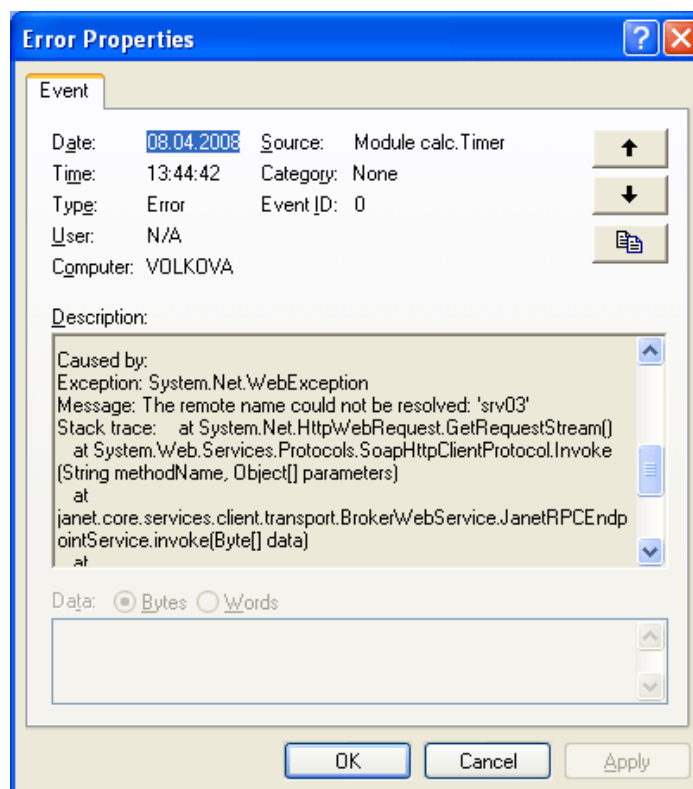 Error Properties
Event
Date: 08.04.2008 Source: Module calc.Timer
Time: 13:44:42 Category: None
Type: Error Event ID: 0
User: N/A
Computer: VOLKOVA
Description:
Caused by:
Exception: System.Net.WebException
Message: The remote name could not be resolved: 'srv03'
Stack trace:    at System.Net.HttpWebRequest.GetRequestStream()
at System.Web.Services.Protocols.SoapHttpClientProtocol.Invoke
(String methodName, Object[] parameters)
at
janet.core.services.client.transport.BrokerWebService.JanetRPCEndp
ointService.invoke(Byte[] data)
at
Data: Bytes Words
OK Cancel Apply